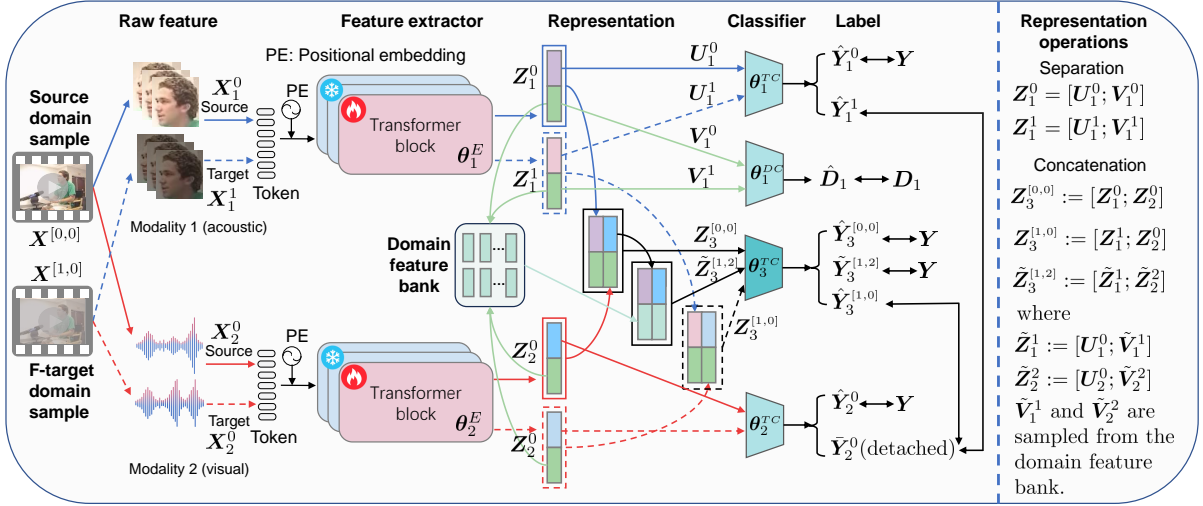 Raw feature
Feature extractor
Representation
Classifier
Label
PE: Positional embedding
Source
domain
sample
X^{[0,0]}
X^{[1,0]}
F-target
domain
sample
X_1^0
Source
Target
X_1^1
Modality 1 (acoustic)
X_2^0
Source
Target
X_2^0
Modality 2 (visual)
PE
Token
Transformer
block
θ_1^E
PE
Token
Transformer
block
θ_2^E
Z_1^0
Z_1^1
Domain
feature
bank
Z_2^0
Z_2^0
U_1^0
U_1^1
V_1^0
V_1^1
Z_3^{[0,0]}
Z̃_3^{[1,2]}
Z_3^{[1,0]}
θ_1^{TC}
θ_1^{DC}
θ_3^{TC}
θ_2^{TC}
Ŷ_1^0 Y
Ŷ_1^1
D̂_1 D_1
Ŷ_3^{[0,0]} Y
Ỹ_3^{[1,2]} Y
Ŷ_3^{[1,0]}
Ŷ_2^0 Y
Ȳ_2^0(detached)
Representation
operations
Separation
Z_1^0 = [U_1^0; V_1^0]
Z_1^1 = [U_1^1; V_1^1]
Concatenation
Z_3^{[0,0]} := [Z_1^0; Z_2^0]
Z_3^{[1,0]} := [Z_1^1; Z_2^0]
Z̃_3^{[1,2]} := [Z̃_1^1; Z̃_2^2]
where
Z̃_1^1 := [U_1^0; Ṽ_1^1]
Z̃_2^2 := [U_2^0; Ṽ_2^2]
Ṽ_1^1 and Ṽ_2^2 are
sampled from the
domain feature
bank.